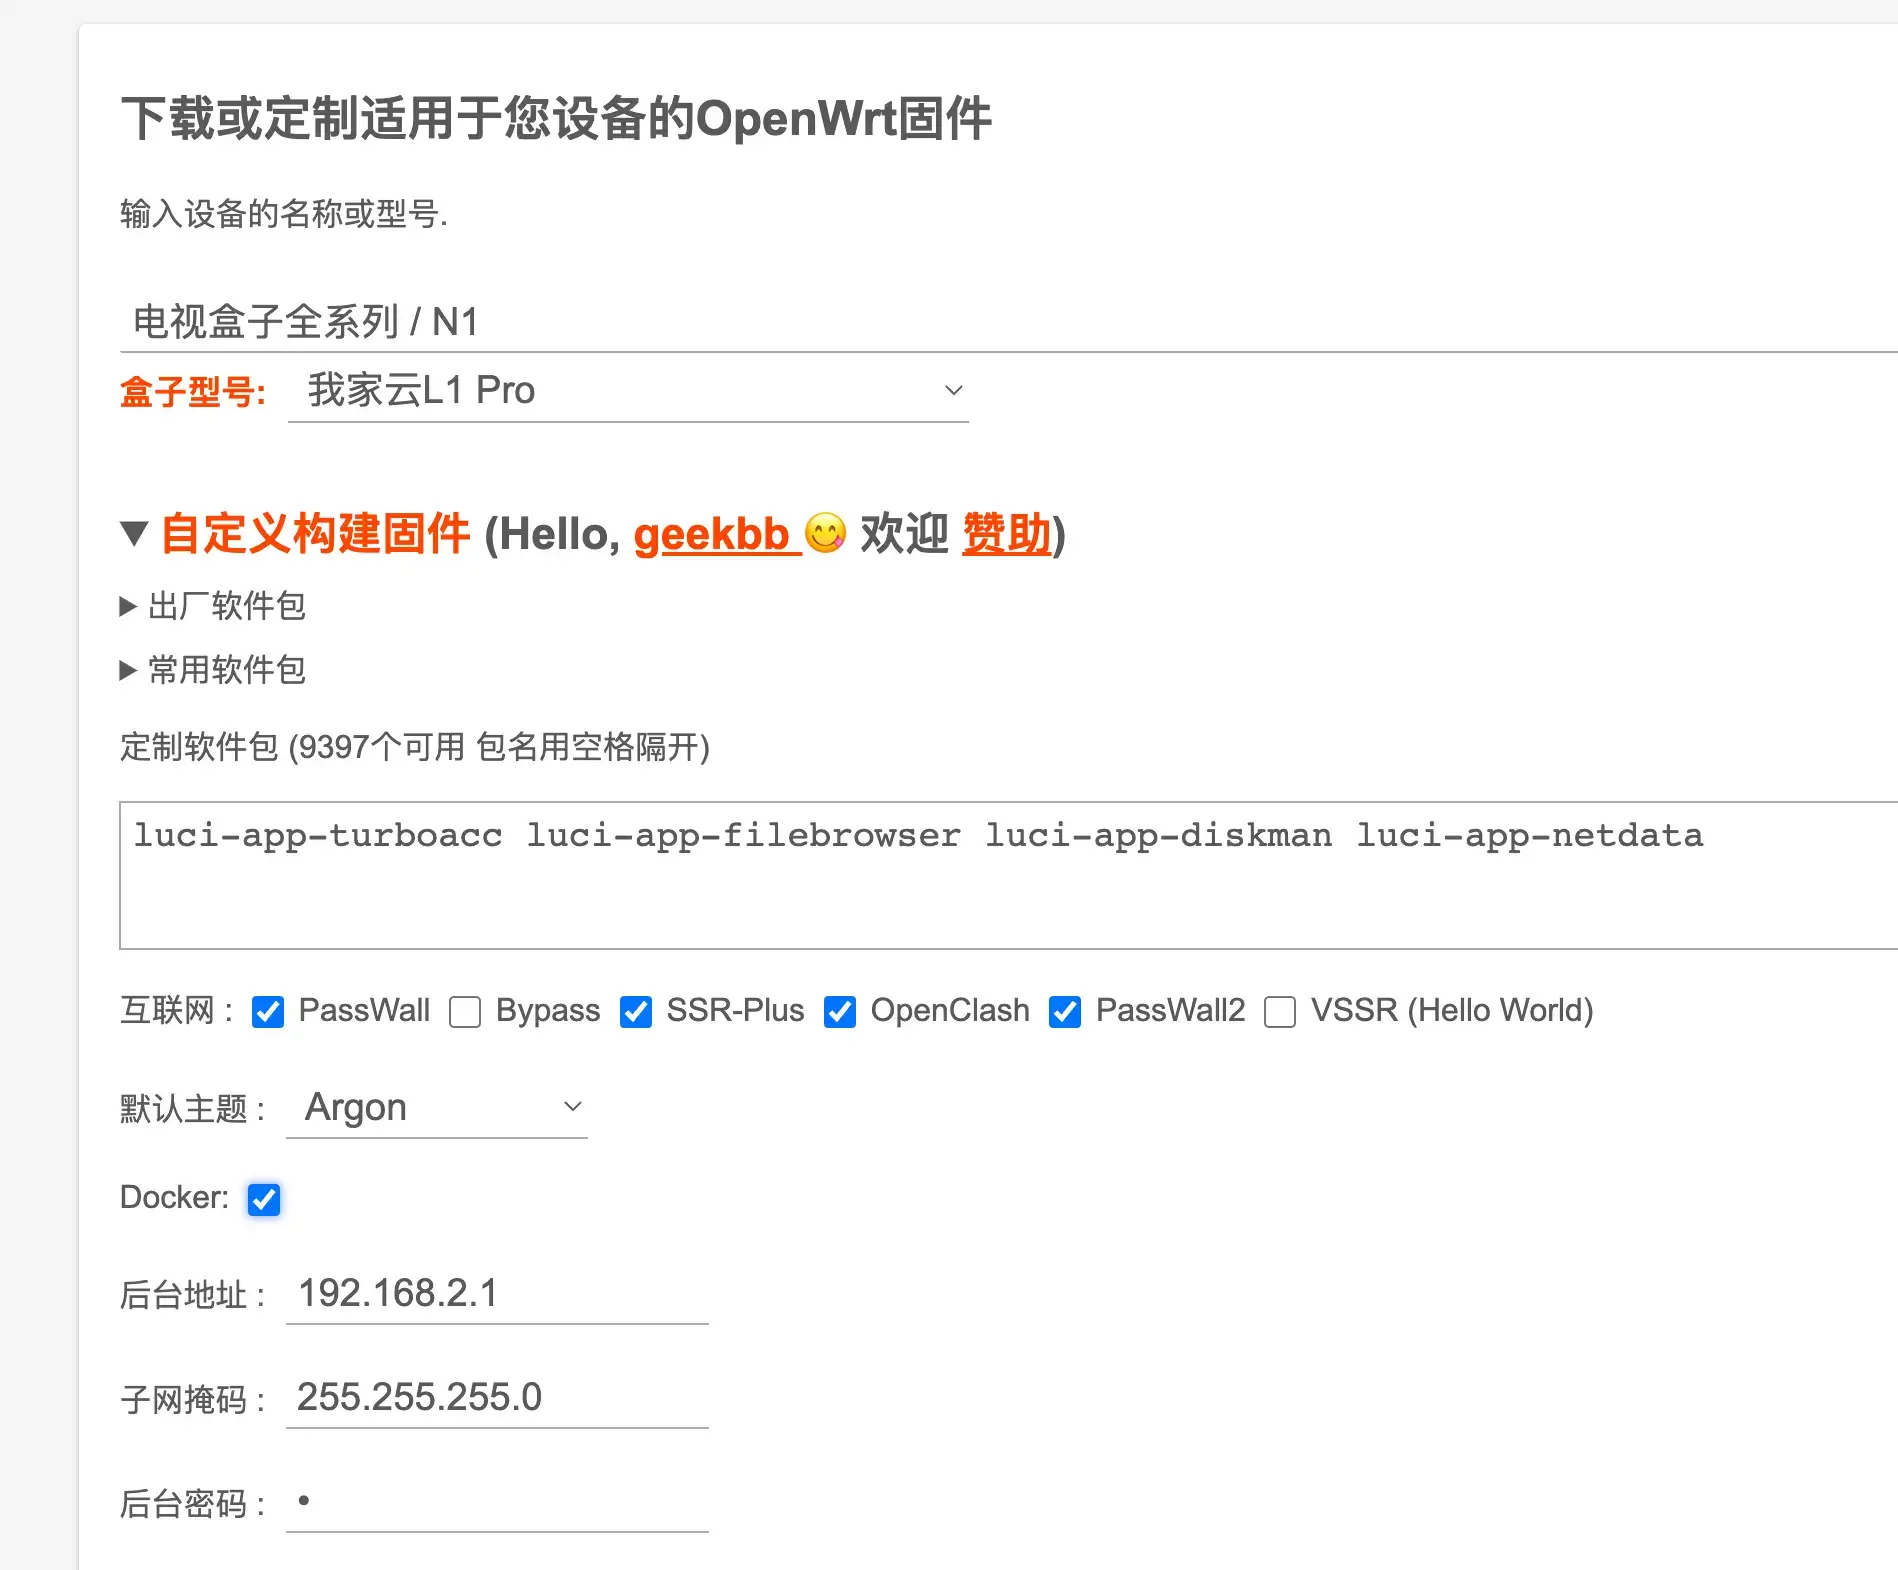 下载或定制适用于您设备的OpenWrt固件
输入设备的名称或型号.
电视盒子全系列 / N1
盒子型号: 我家云L1 Pro
▼ 自定义构建固件 (Hello, geekbb 😋 欢迎 赞助)
▶ 出厂软件包
▶ 常用软件包
定制软件包 (9397个可用 包名用空格隔开)
luci-app-turboacc luci-app-filebrowser luci-app-diskman luci-app-netdata
互联网 : PassWall Bypass SSR-Plus OpenClash PassWall2 VSSR (Hello World)
默认主题 : Argon
Docker:
后台地址 : 192.168.2.1
子网掩码 : 255.255.255.0
后台密码 : •